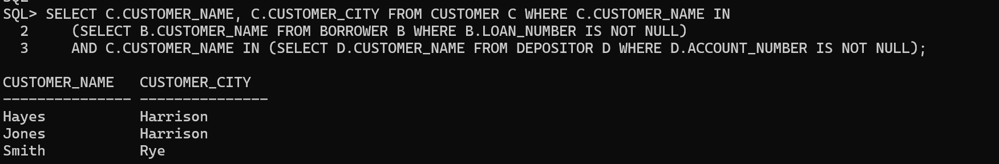 SQL>
SQL> SELECT C.CUSTOMER_NAME, C.CUSTOMER_CITY FROM CUSTOMER C WHERE C.CUSTOMER_NAME IN
  2     (SELECT B.CUSTOMER_NAME FROM BORROWER B WHERE B.LOAN_NUMBER IS NOT NULL)
  3     AND C.CUSTOMER_NAME IN (SELECT D.CUSTOMER_NAME FROM DEPOSITOR D WHERE D.ACCOUNT_NUMBER IS NOT NULL);
CUSTOMER_NAME   CUSTOMER_CITY
--------------- ---------------
Hayes           Harrison
Jones           Harrison
Smith           Rye